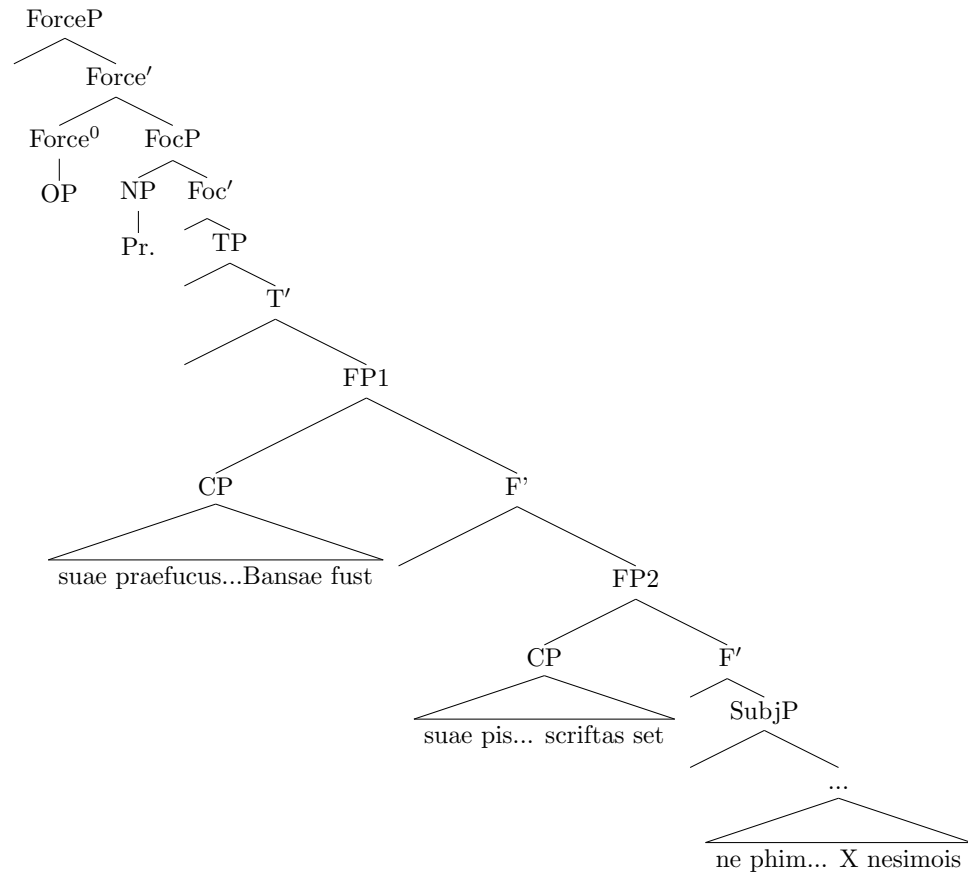 ForceP
Force′
Force⁰ FocP
OP NP Foc′
Pr. TP
T′
FP1
CP F’
suae praefucus...Bansae fust
FP2
CP F′
suae pis... scriftas set SubjP
...
ne phim... X nesimois